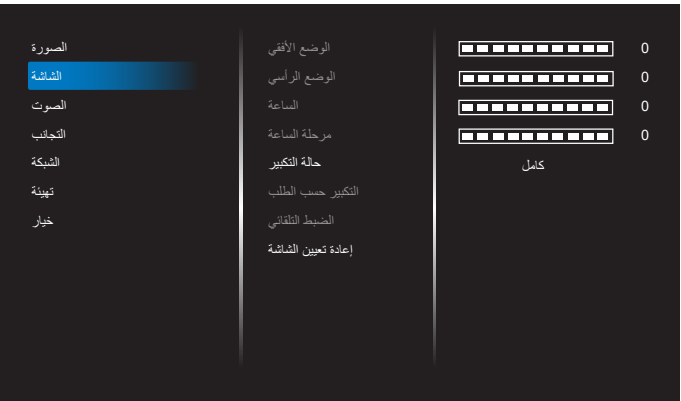 الصورة
الشاشة
الصوت
التجانب
الشبكة
تهيئة
خيار
الوضع الأفقي 0
الوضع الرأسي 0
الساعة 0
مرحلة الساعة 0
حالة التكبير كامل
التكبير حسب الطلب
الضبط التلقائي
إعادة تعيين الشاشة